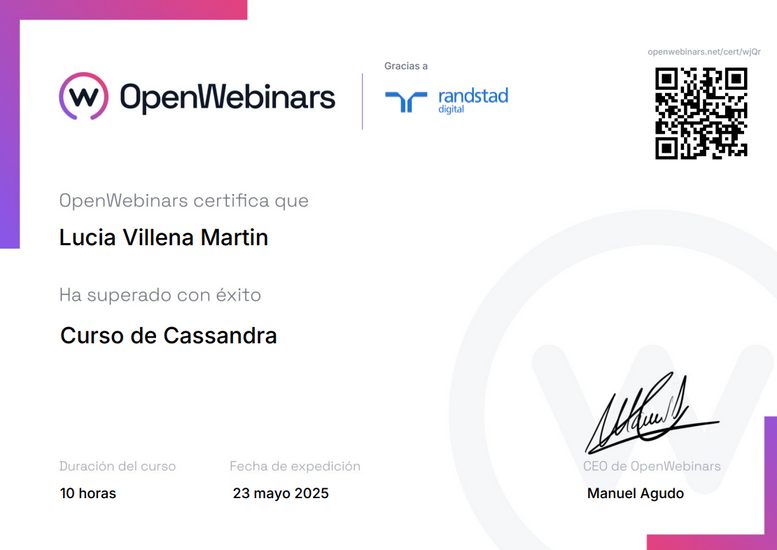 openwebinars.net/cert/wjQr
Gracias a
OpenWebinars
randstad
digital
OpenWebinars certifica que
Lucia Villena Martin
Ha superado con éxito
Curso de Cassandra
Duración del curso
Fecha de expedición
CEO de OpenWebinars
10 horas
23 mayo 2025
Manuel Agudo